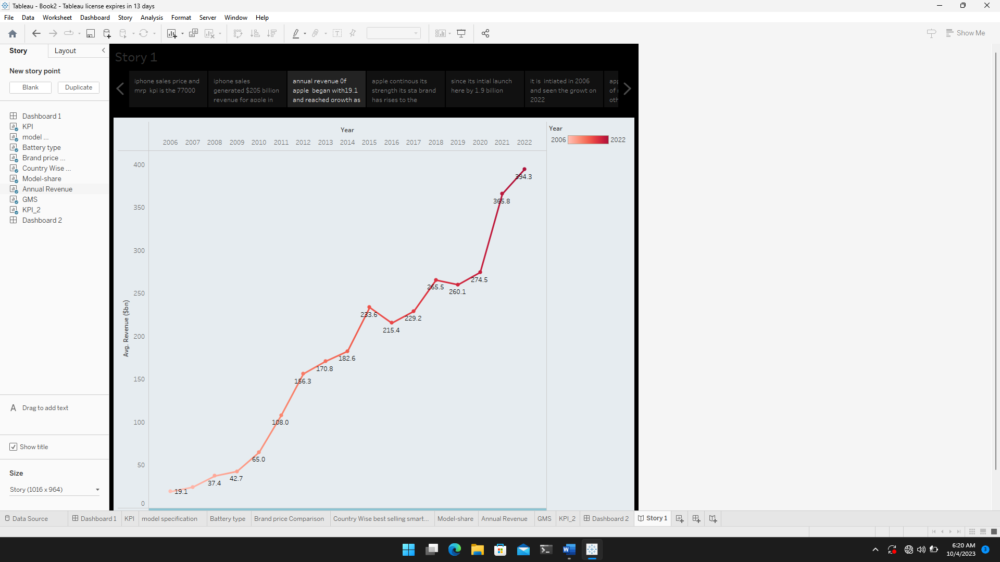 Tableau - Book2 - Tableau license expires in 13 days
File Data Worksheet Dashboard Story Analysis Format Server Window Help
Show Me
Story Layout
New story point
Blank Duplicate
Dashboard 1
KPI
model ...
Battery type
Brand price ...
Country Wise ...
Model-share
Annual Revenue
GMS
KPI_2
Dashboard 2
A Drag to add text
Show title
Size
Story (1016 x 964)
Story 1
iphone sales price and
mrp kpi is the 77000
iphone sales
generated $205 billion
revenue for apple in
annual revenue 0f
apple began with19.1
and reached growth as
apple continous its
strength its sta brand
has rises to the
since its intial launch
here by 1.9 billion
it is intiated in 2006
and seen the growt on
2022
Year
2006 2007 2008 2009 2010 2011 2012 2013 2014 2015 2016 2017 2018 2019 2020 2021 2022
Year
2006 2022
Avg. Revenue ($bn)
400
350
300
250
200
150
100
50
0
19.1
37.4
42.7
65.0
108.0
156.3
170.8
182.6
233.6
215.4
229.2
265.5
260.1
274.5
365.8
394.3
Data Source Dashboard 1 KPI model specification Battery type Brand price Comparison Country Wise best selling smart... Model-share Annual Revenue GMS KPI_2 Dashboard 2 Story 1
6:20 AM
10/4/2023
3